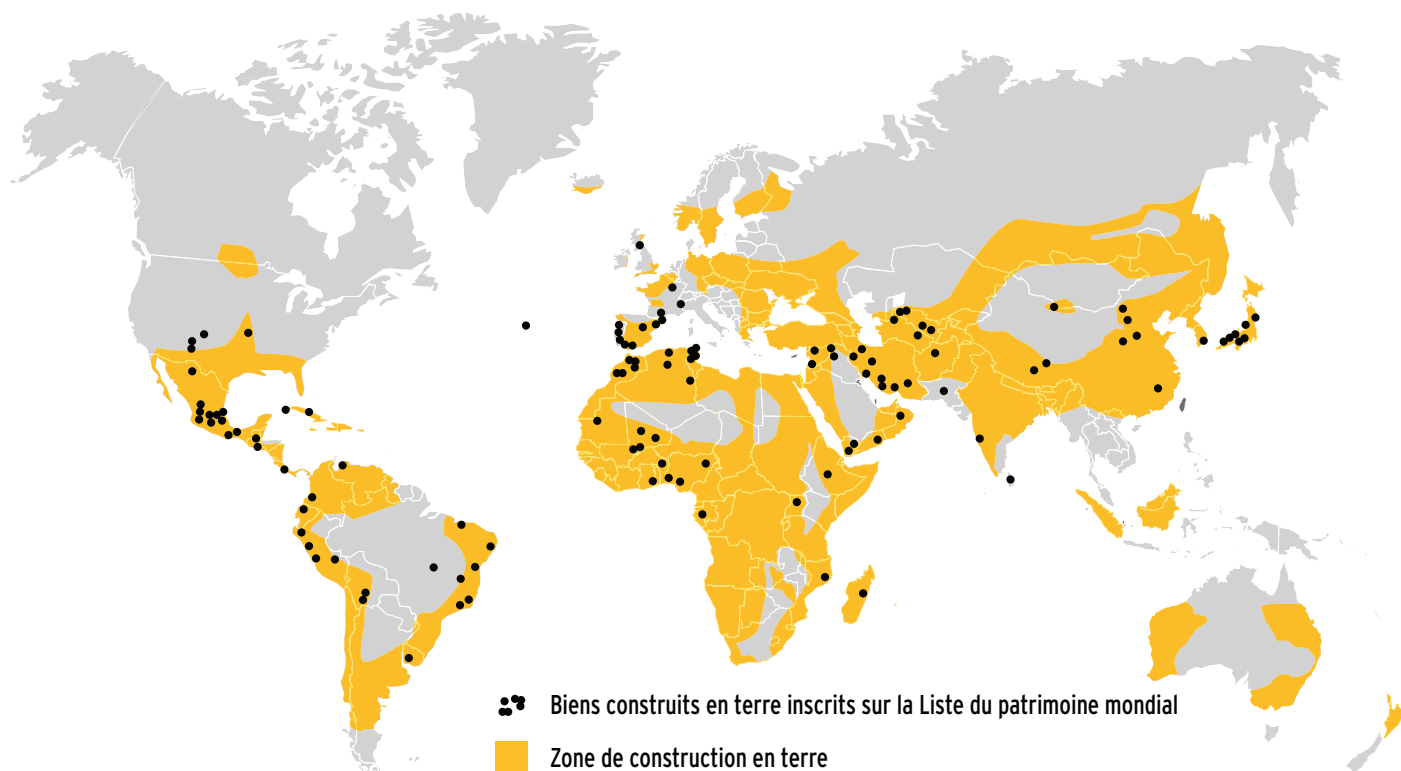 Biens construits en terre inscrits sur la Liste du patrimoine mondial
Zone de construction en terre